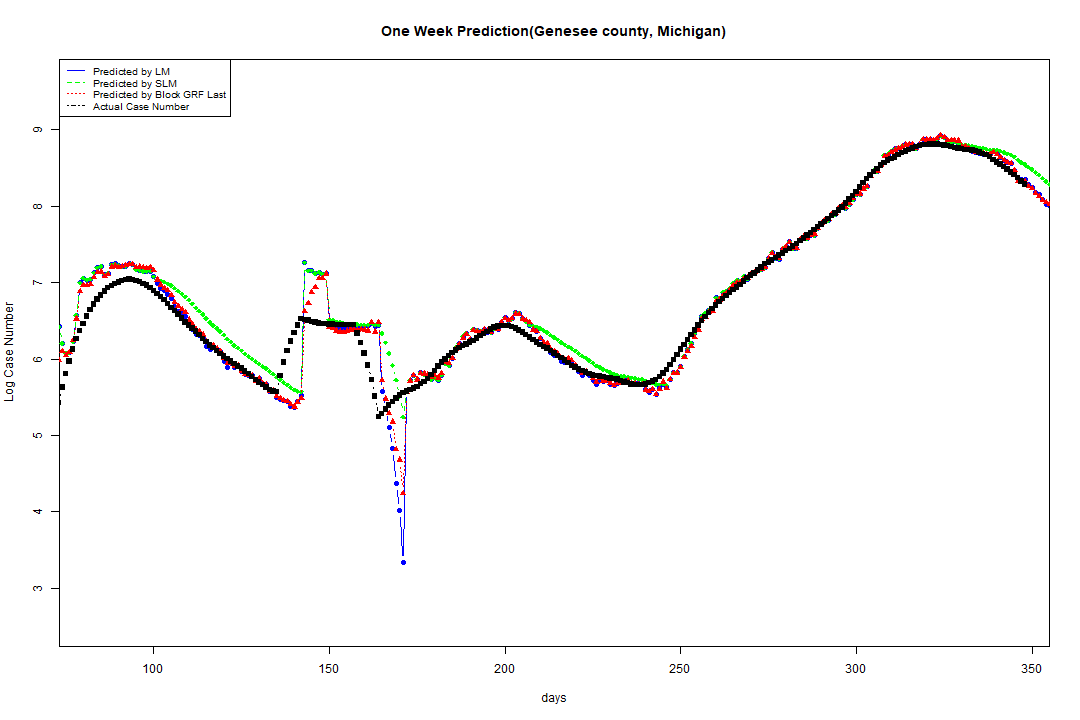 One Week Prediction(Genesee county, Michigan)
Predicted by LM
Predicted by SLM
Predicted by Block GRF Last
Actual Case Number
Log Case Number
9
8
7
6
5
4
3
100 150 200 250 300 350
days